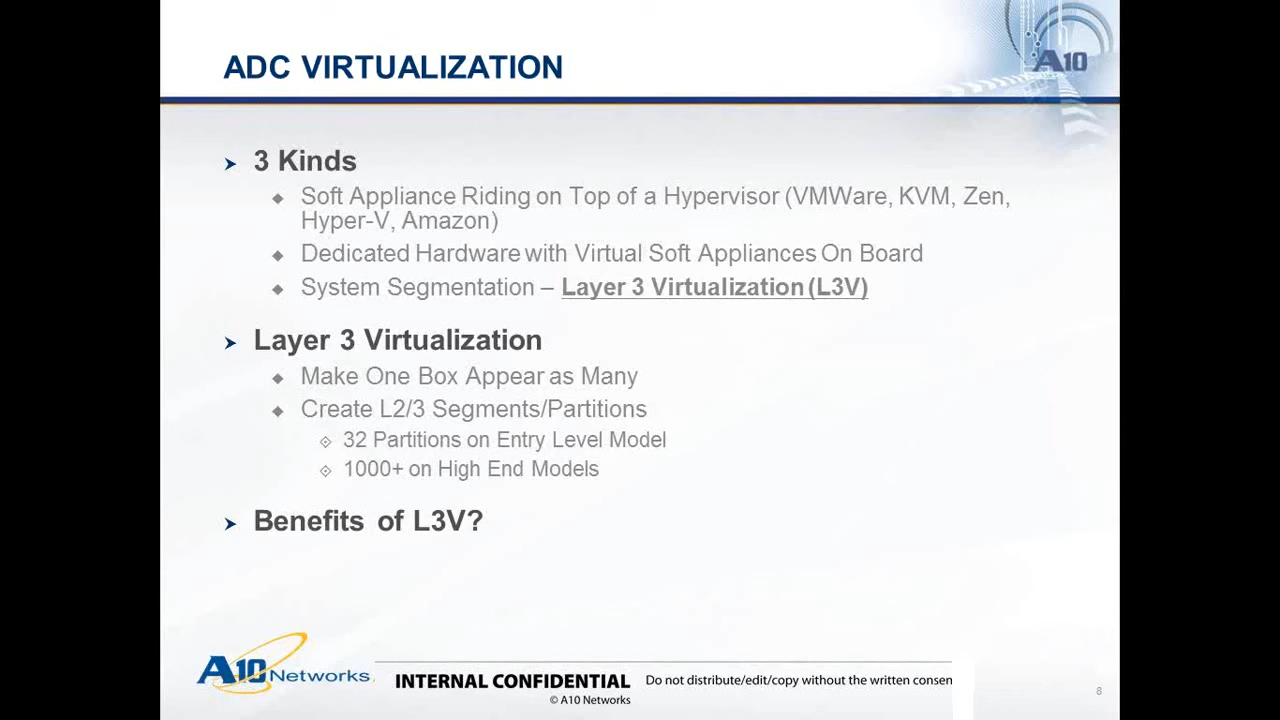 ADC VIRTUALIZATION
A10
3 Kinds
Soft Appliance Riding on Top of a Hypervisor (VMWare, KVM, Zen,
Hyper-V, Amazon)
Dedicated Hardware with Virtual Soft Appliances On Board
System Segmentation – Layer 3 Virtualization (L3V)
Layer 3 Virtualization
Make One Box Appear as Many
Create L2/3 Segments/Partitions
32 Partitions on Entry Level Model
1000+ on High End Models
Benefits of L3V?
A10 Networks
INTERNAL CONFIDENTIAL Do not distribute/edit/copy without the written consen
© A10 Networks
8